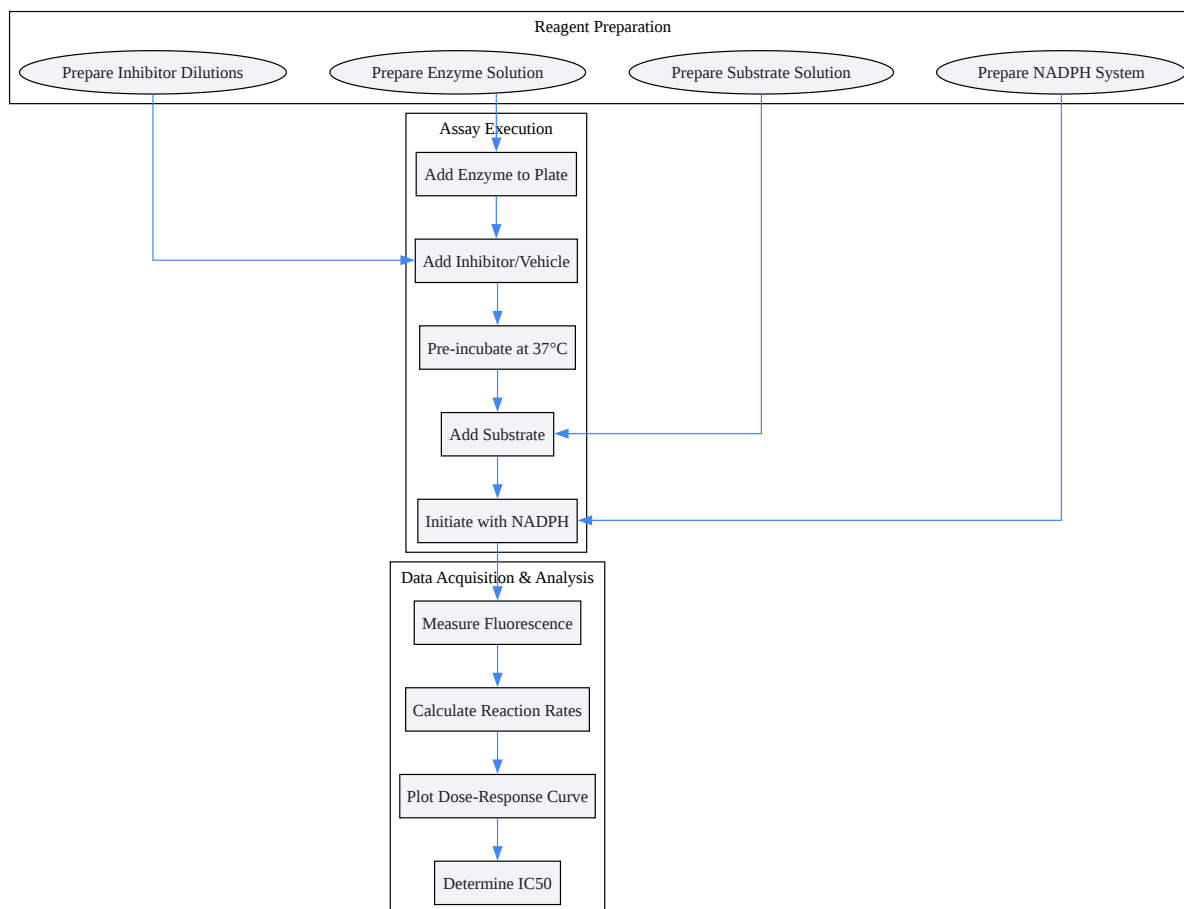 Reagent Preparation
Prepare Inhibitor Dilutions
Prepare Enzyme Solution
Prepare Substrate Solution
Prepare NADPH System
Assay Execution
Add Enzyme to Plate
Add Inhibitor/Vehicle
Pre-incubate at 37°C
Add Substrate
Initiate with NADPH
Data Acquisition & Analysis
Measure Fluorescence
Calculate Reaction Rates
Plot Dose-Response Curve
Determine IC50